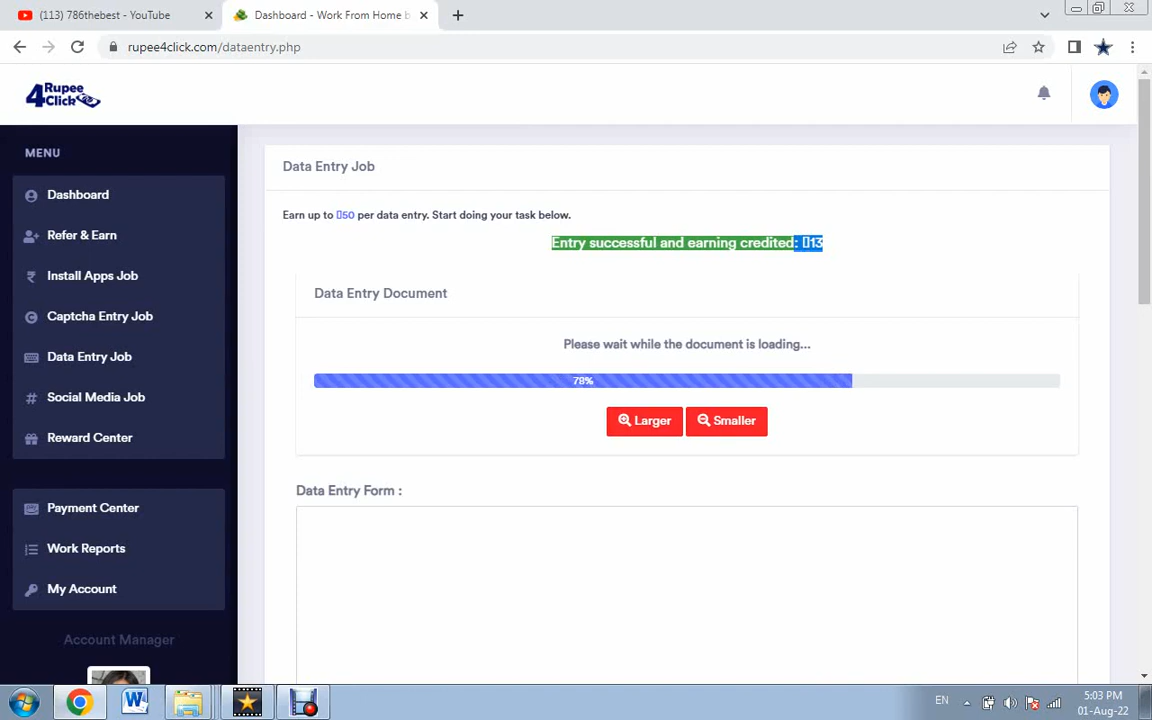 (113) 786thebest - YouTube
Dashboard - Work From Home b
rupee4click.com/dataentry.php
4 Rupee
Click
MENU
Dashboard
Refer & Earn
Install Apps Job
Captcha Entry Job
Data Entry Job
Social Media Job
Reward Center
Payment Center
Work Reports
My Account
Account Manager
Data Entry Job
Earn up to ▯50 per data entry. Start doing your task below.
Entry successful and earning credited: ▯13
Data Entry Document
Please wait while the document is loading...
78%
Larger
Smaller
Data Entry Form :
EN
5:03 PM
01-Aug-22